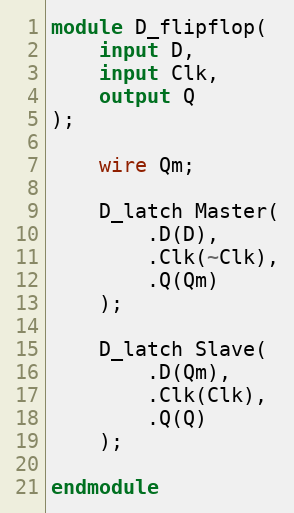 1 module D_flipflop(
2     input D,
3     input Clk,
4     output Q
5 );
6
7     wire Qm;
8
9     D_latch Master(
10         .D(D),
11         .Clk(~Clk),
12         .Q(Qm)
13     );
14
15     D_latch Slave(
16         .D(Qm),
17         .Clk(Clk),
18         .Q(Q)
19     );
20
21 endmodule